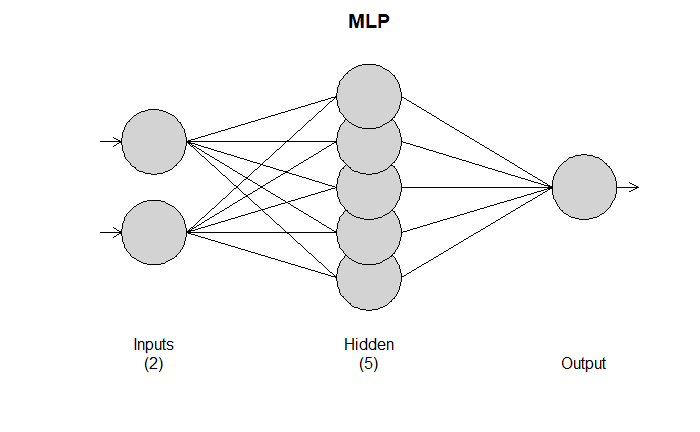 MLP
Inputs
(2)
Hidden
(5)
Output